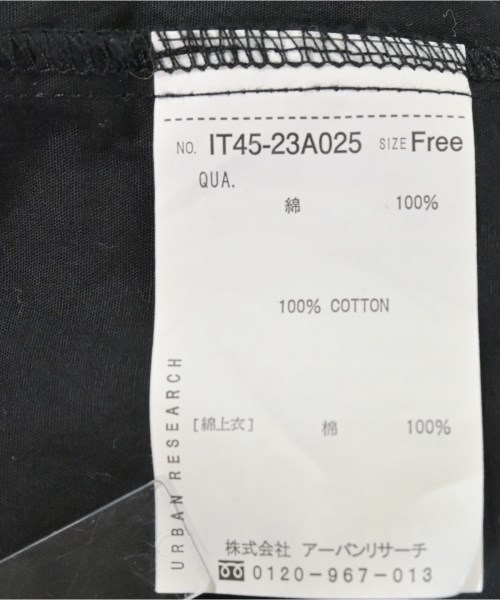 NO. IT45-23A025 SIZE Free
QUA.
綿 100%
100% COTTON
[綿上衣] 棉 100%
URBAN RESEARCH
株式会社 アーバンリサーチ
0120-967-013